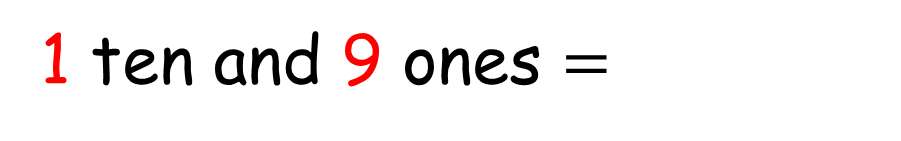 1 ten and 9 ones =